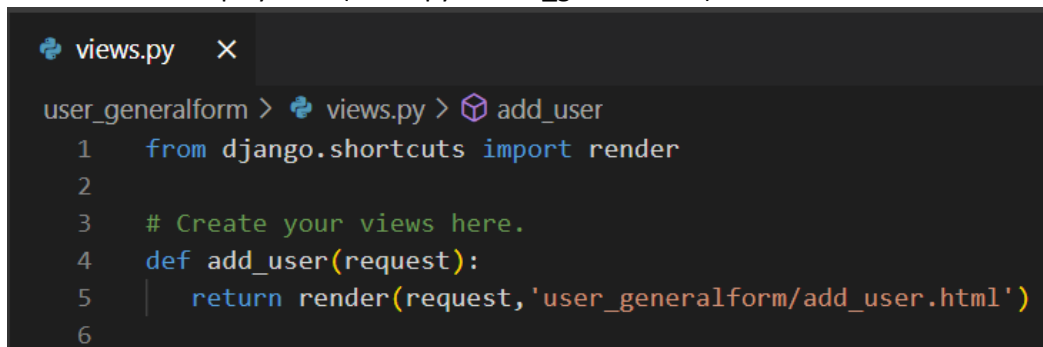 views.py ×
user_generalform > views.py > add_user
1 from django.shortcuts import render
2
3 # Create your views here.
4 def add_user(request):
5 return render(request,'user_generalform/add_user.html')
6